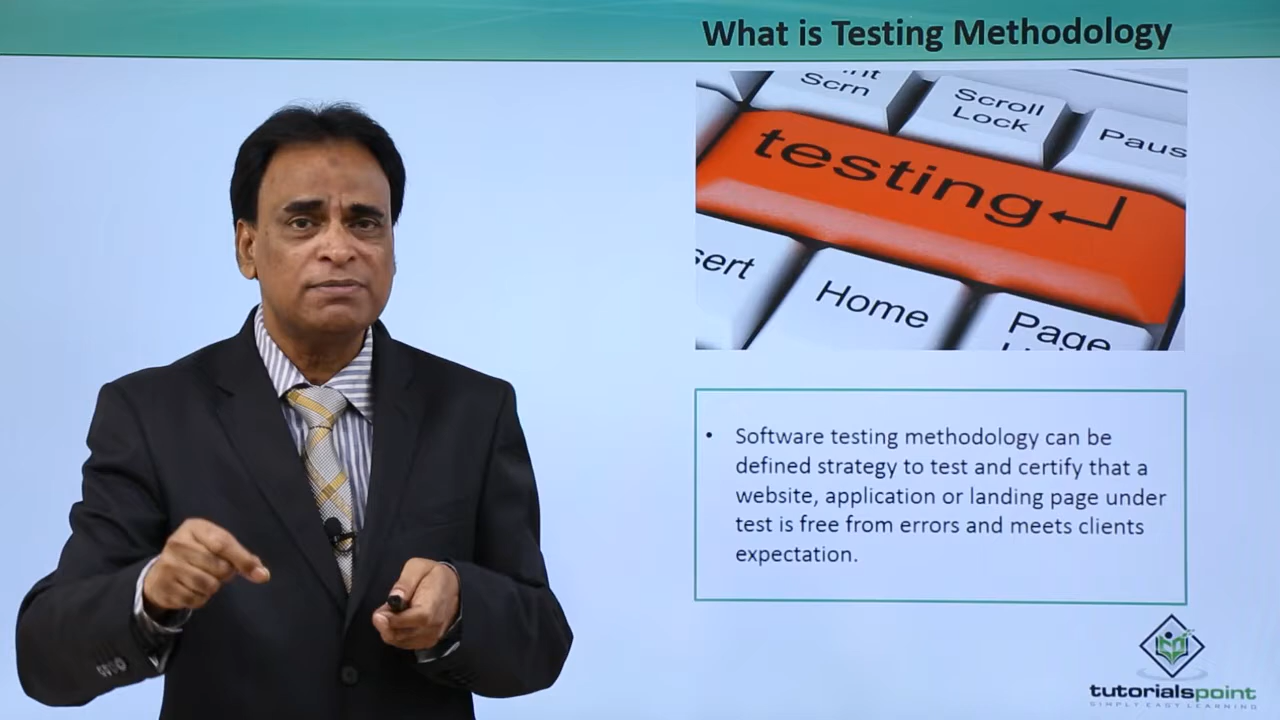 What is Testing Methodology
Scrn
Scroll
Lock
testing
Home
Page
• Software testing methodology can be
defined strategy to test and certify that a
website, application or landing page under
test is free from errors and meets clients
expectation.
tutorialspoint
SIMPLY EASY LEARNING